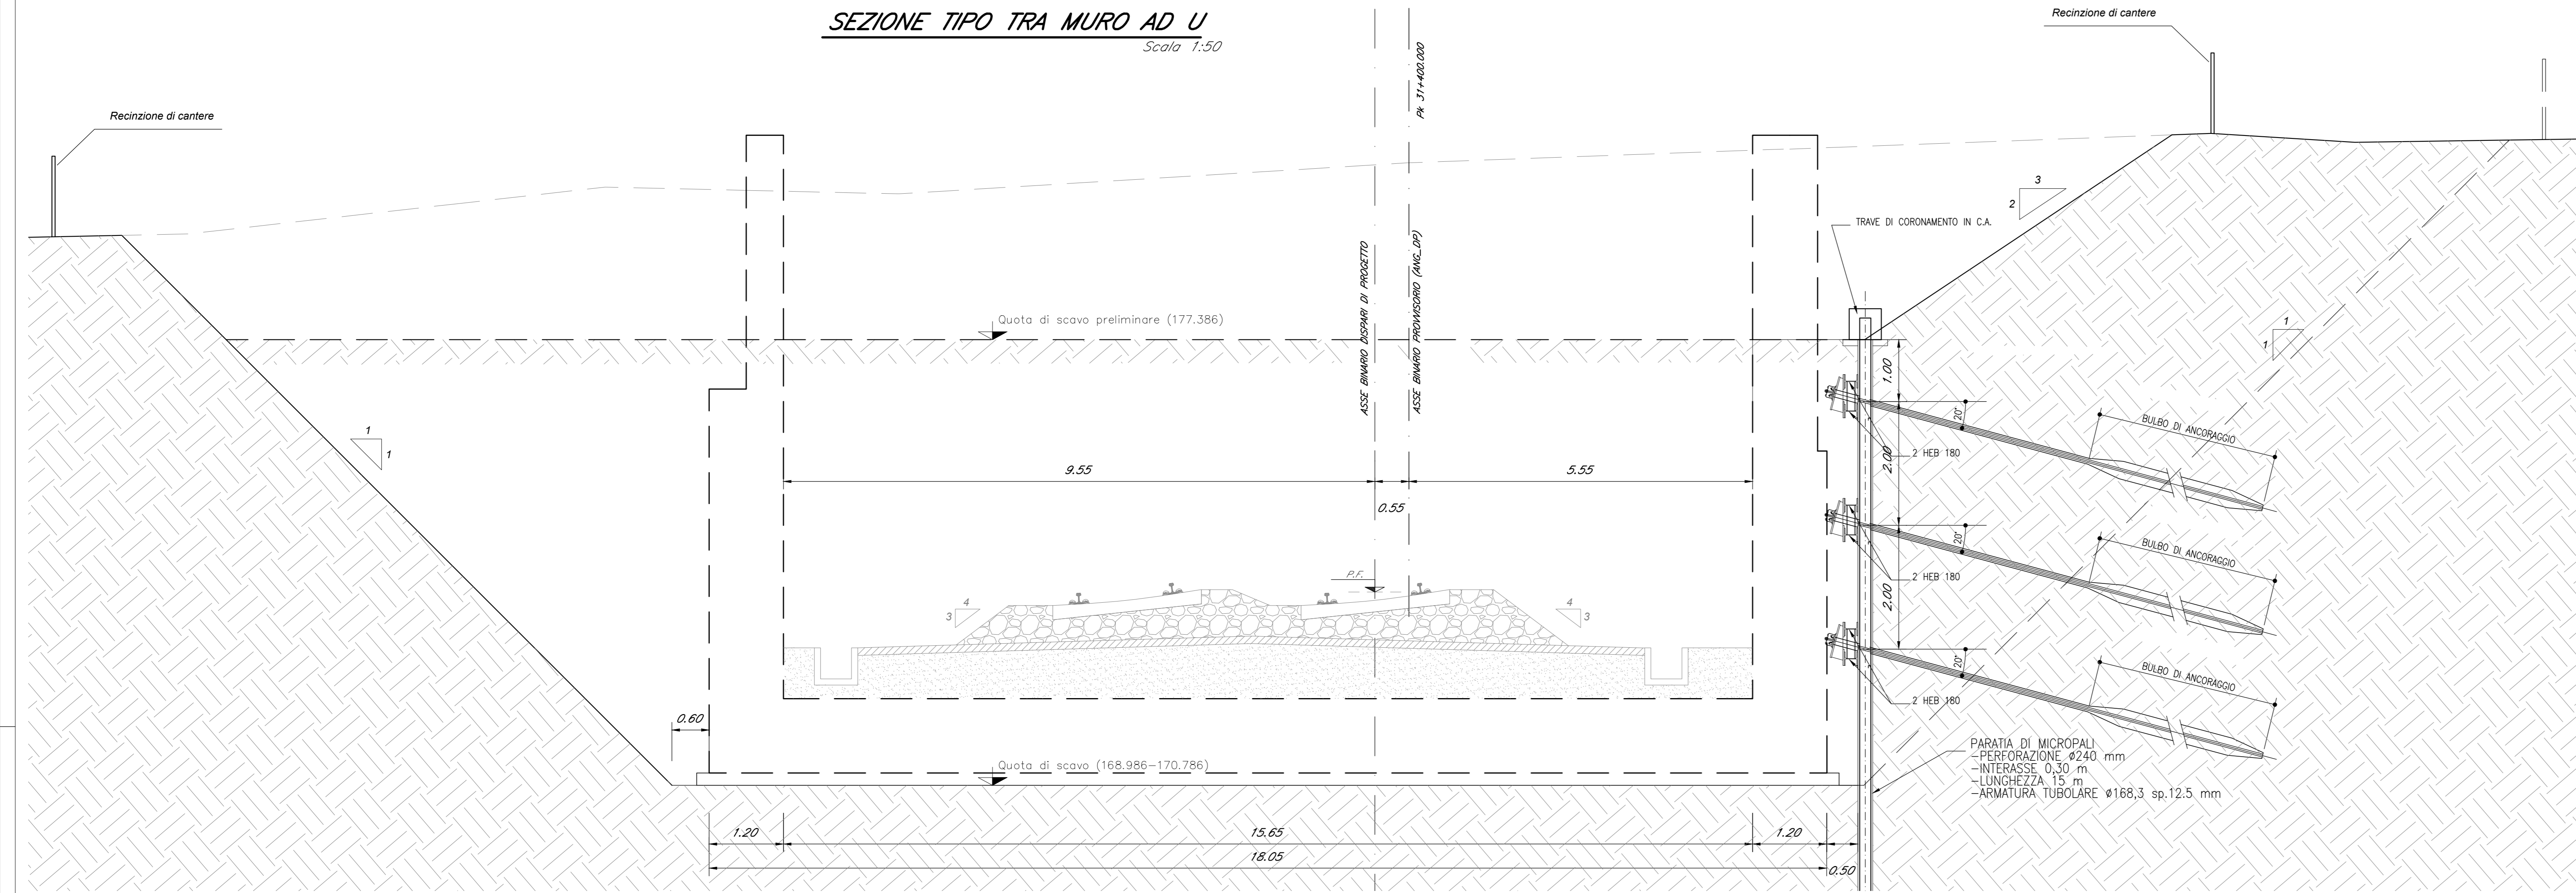 SEZIONE TIPO TRA MURO AD U
Scala 1:50
Recinzione di cantere
Recinzione di cantere
Pk 31+400.000
ASSE BINARIO DISPARI DI PROGETTO
ASSE BINARIO PROVVISORIO (ANG_DP)
3
2
TRAVE DI CORONAMENTO IN C.A.
Quota di scavo preliminare (177.386)
1
1
1.00
20°
BULBO DI ANCORAGGIO
1
1
2 HEB 180
2.00
9.55
5.55
0.55
20°
BULBO DI ANCORAGGIO
2 HEB 180
P.F.
2.00
4
3
4
3
20°
BULBO DI ANCORAGGIO
2 HEB 180
0.60
PARATIA DI MICROPALI
-PERFORAZIONE Ø240 mm
-INTERASSE 0,30 m
-LUNGHEZZA 15 m
-ARMATURA TUBOLARE Ø168,3 sp.12.5 mm
Quota di scavo (168.986-170.786)
1.20
15.65
1.20
18.05
0.50